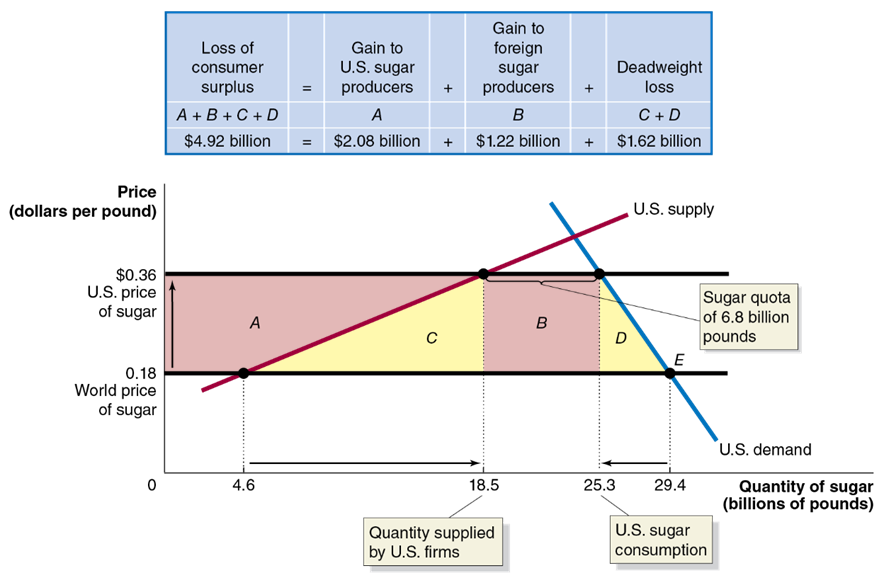 Loss of
consumer
surplus
=
Gain to
U.S. sugar
producers
+
Gain to
foreign
sugar
producers
+
Deadweight
loss
A + B + C + D
A
B
C + D
$4.92 billion = $2.08 billion + $1.22 billion + $1.62 billion
Price
(dollars per pound)
U.S. supply
$0.36
U.S. price
of sugar
Sugar quota
of 6.8 billion
pounds
A
C
B
D
E
0.18
World price
of sugar
U.S. demand
0
4.6
18.5
25.3
29.4
Quantity of sugar
(billions of pounds)
Quantity supplied
by U.S. firms
U.S. sugar
consumption